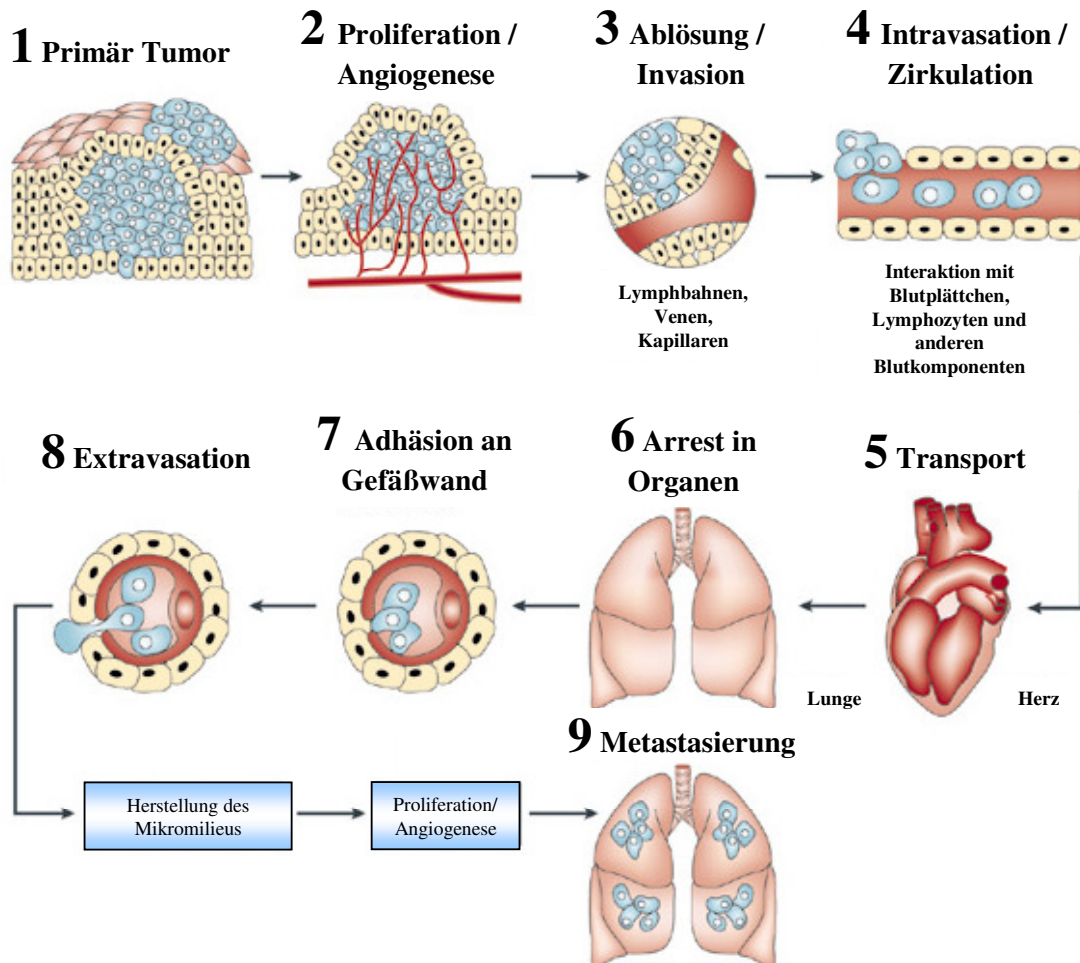 1 Primär Tumor
2 Proliferation /
Angiogenese
3 Ablösung /
Invasion
4 Intravasation /
Zirkulation
Lymphbahnen,
Venen,
Kapillaren
Interaktion mit
Blutplättchen,
Lymphozyten und
anderen
Blutkomponenten
5 Transport
Herz
6 Arrest in
Organen
Lunge
7 Adhäsion an
Gefäßwand
8 Extravasation
Herstellung des
Mikromilieus
Proliferation/
Angiogenese
9 Metastasierung